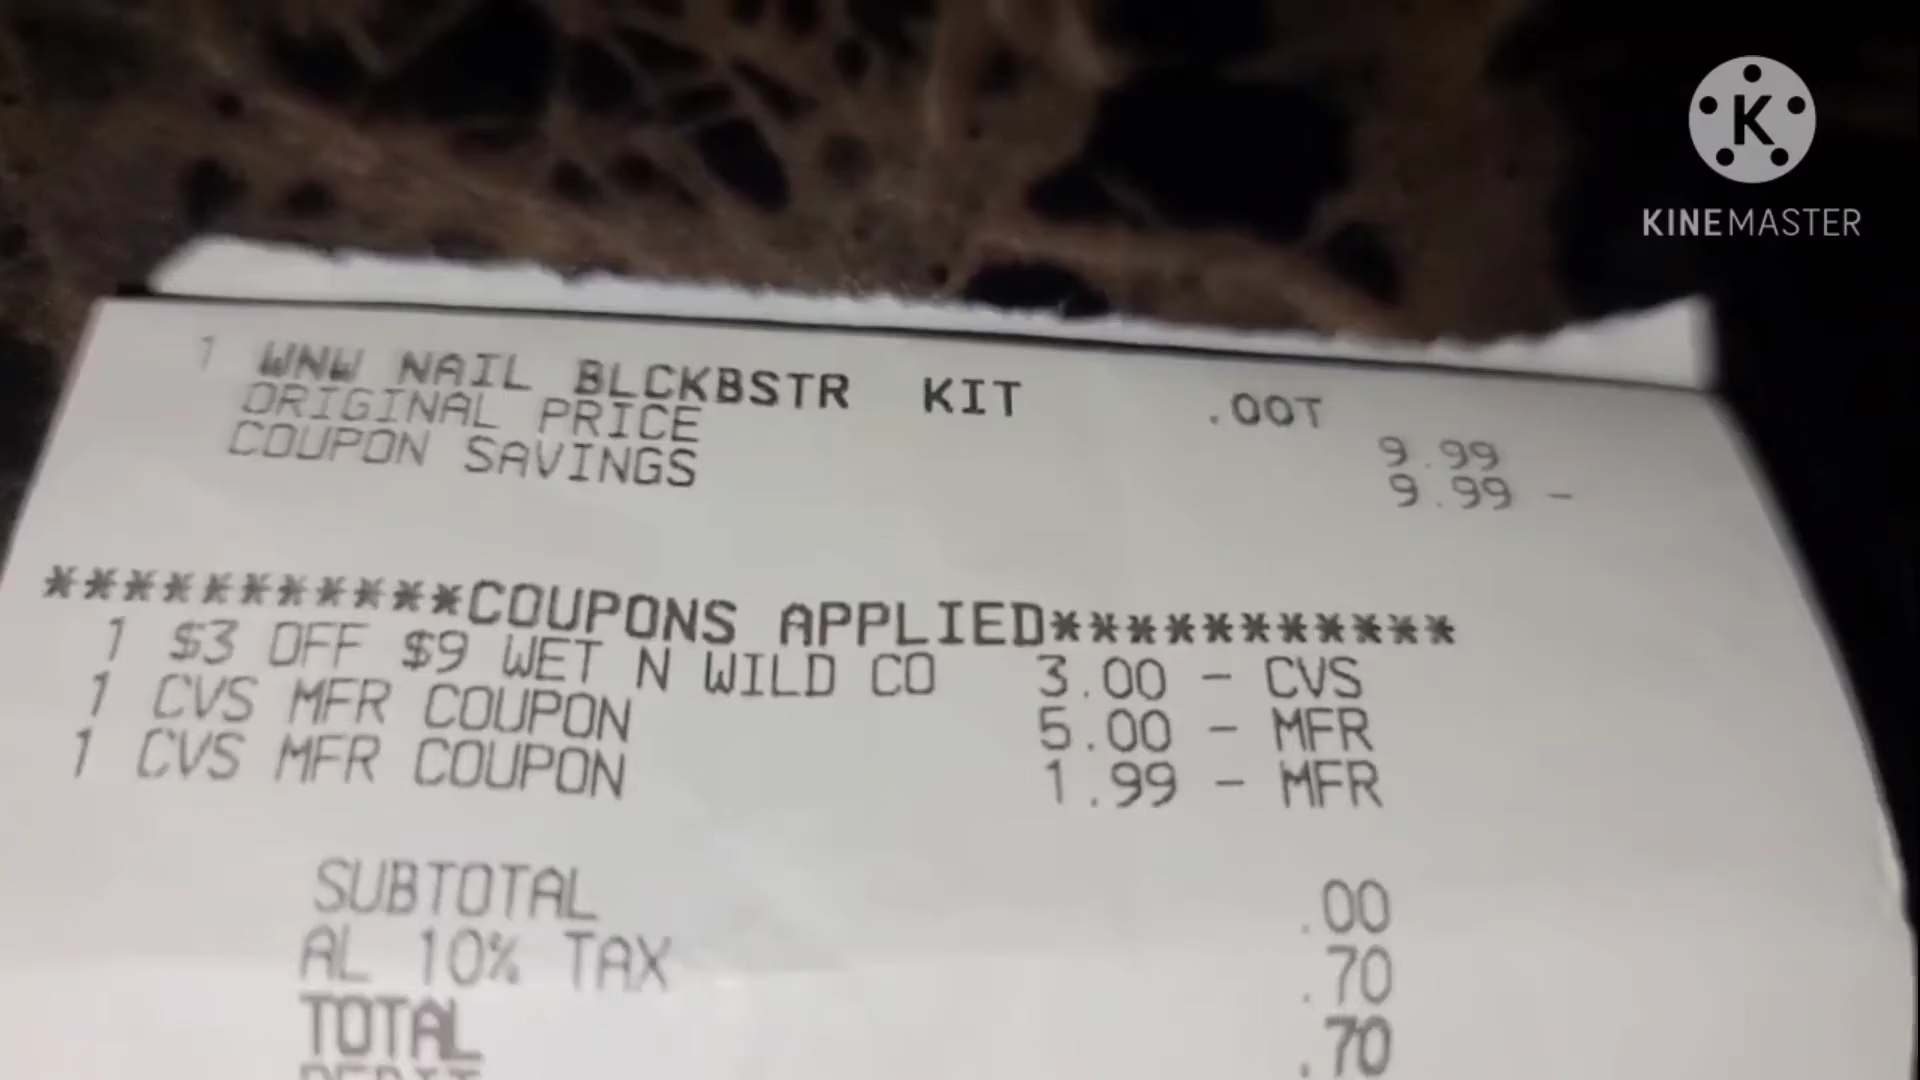 K
KINEMASTER
1 WNW NAIL BLCKBSTR KIT .00T
ORIGINAL PRICE 9.99
COUPON SAVINGS 9.99 -
***********COUPONS APPLIED***********
1 $3 OFF $9 WET N WILD CO 3.00 - CVS
1 CVS MFR COUPON 5.00 - MFR
1 CVS MFR COUPON 1.99 - MFR
SUBTOTAL .00
AL 10% TAX .70
TOTAL .70